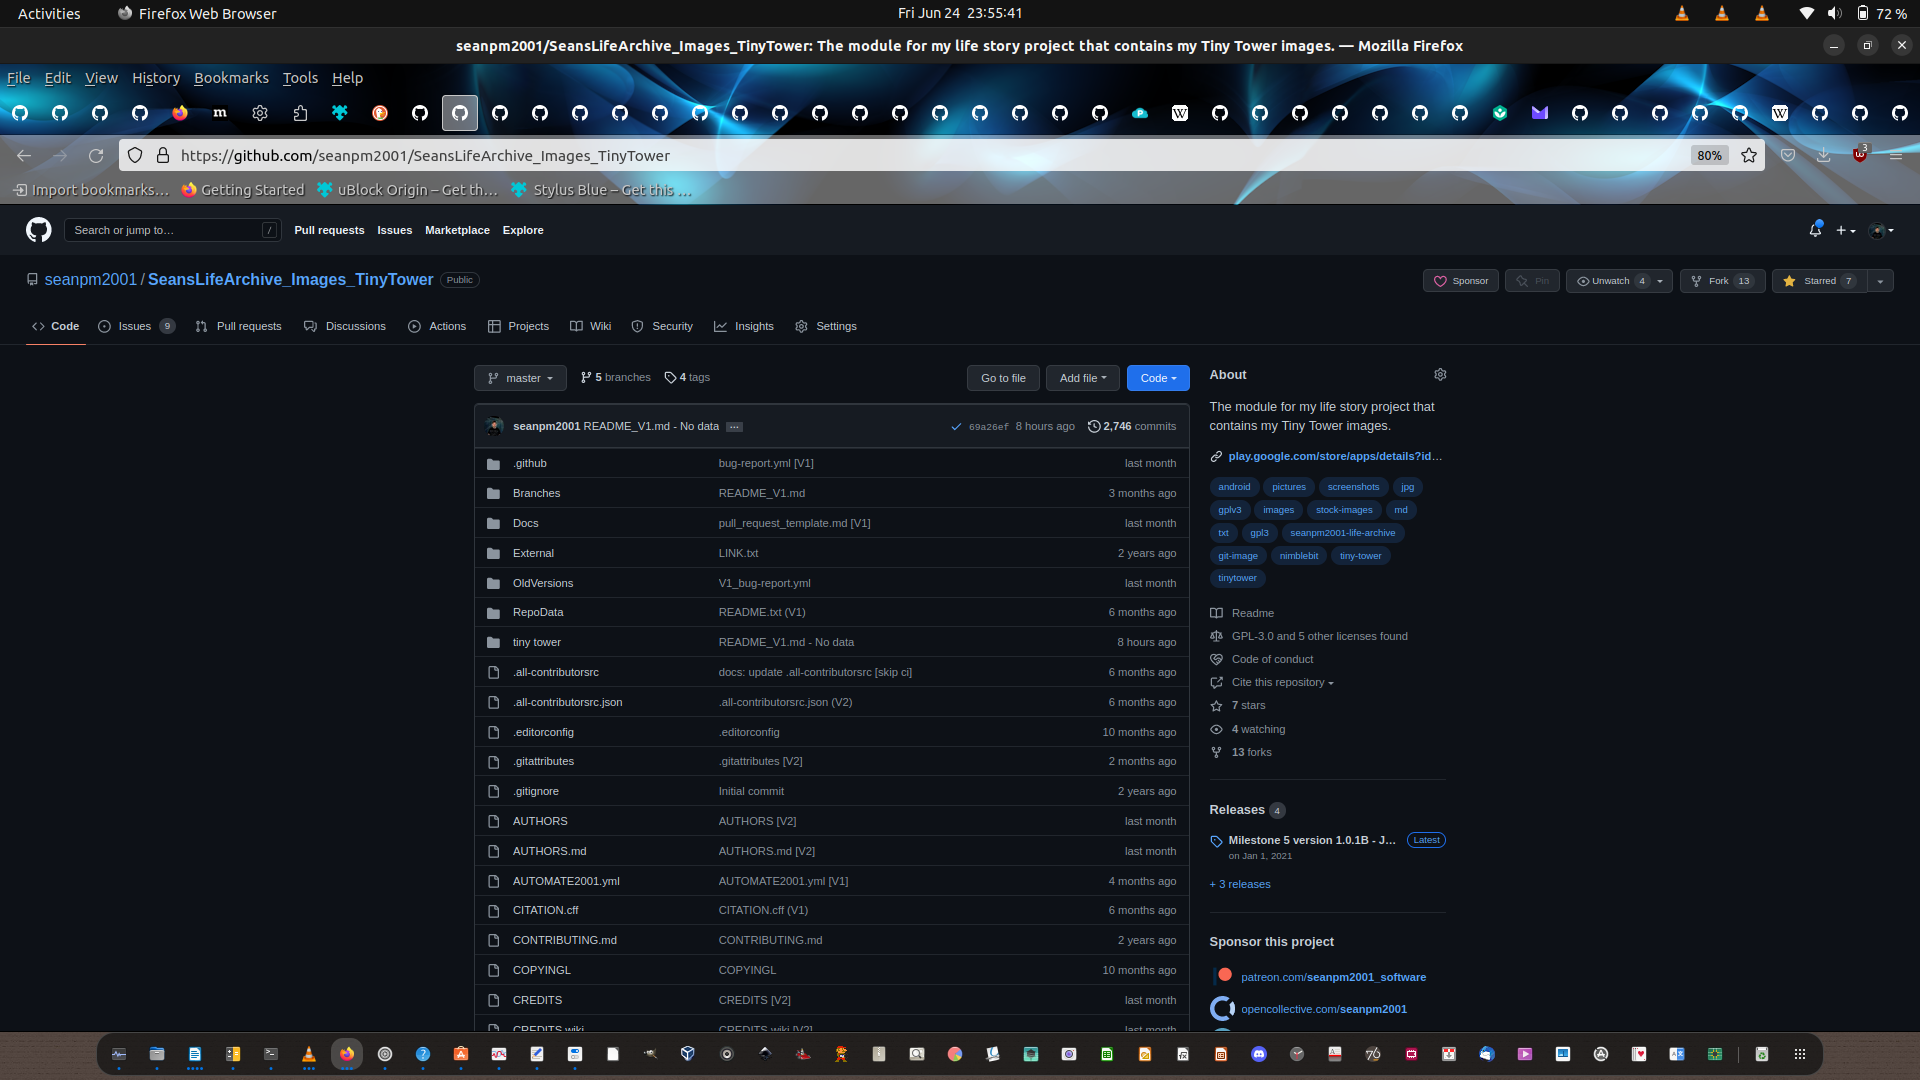 Activities Firefox Web Browser Fri Jun 24 23:55:41 72 %
seanpm2001/SeansLifeArchive_Images_TinyTower: The module for my life story project that contains my Tiny Tower images. — Mozilla Firefox
File Edit View History Bookmarks Tools Help
https://github.com/seanpm2001/SeansLifeArchive_Images_TinyTower 80% 3
Import bookmarks… Getting Started uBlock Origin – Get th… Stylus Blue – Get this …
Search or jump to… / Pull requests Issues Marketplace Explore
seanpm2001 / SeansLifeArchive_Images_TinyTower Public Sponsor Pin Unwatch 4 Fork 13 Starred 7
Code Issues 9 Pull requests Discussions Actions Projects Wiki Security Insights Settings
master 5 branches 4 tags Go to file Add file Code
seanpm2001 README_V1.md - No data … 69a26ef 8 hours ago 2,746 commits
.github bug-report.yml [V1] last month
Branches README_V1.md 3 months ago
Docs pull_request_template.md [V1] last month
External LINK.txt 2 years ago
OldVersions V1_bug-report.yml last month
RepoData README.txt (V1) 6 months ago
tiny tower README_V1.md - No data 8 hours ago
.all-contributorsrc docs: update .all-contributorsrc [skip ci] 6 months ago
.all-contributorsrc.json .all-contributorsrc.json (V2) 6 months ago
.editorconfig .editorconfig 10 months ago
.gitattributes .gitattributes [V2] 2 months ago
.gitignore Initial commit 2 years ago
AUTHORS AUTHORS [V2] last month
AUTHORS.md AUTHORS.md [V2] last month
AUTOMATE2001.yml AUTOMATE2001.yml [V1] 4 months ago
CITATION.cff CITATION.cff (V1) 6 months ago
CONTRIBUTING.md CONTRIBUTING.md 2 years ago
COPYINGL COPYINGL 10 months ago
CREDITS CREDITS [V2] last month
CREDITS.wiki CREDITS.wiki [V2] last month
About
The module for my life story project that
contains my Tiny Tower images.
play.google.com/store/apps/details?id…
android pictures screenshots jpg
gplv3 images stock-images md
txt gpl3 seanpm2001-life-archive
git-image nimblebit tiny-tower
tinytower
Readme
GPL-3.0 and 5 other licenses found
Code of conduct
Cite this repository
7 stars
4 watching
13 forks
Releases 4
Milestone 5 version 1.0.1B - J… Latest
on Jan 1, 2021
+ 3 releases
Sponsor this project
patreon.com/seanpm2001_software
opencollective.com/seanpm2001